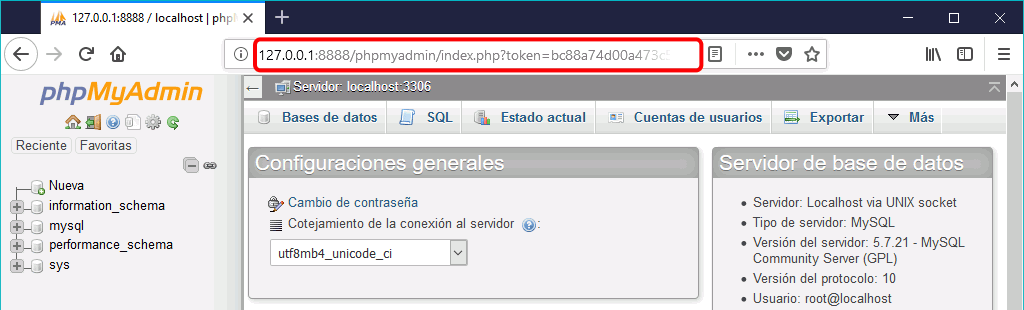 127.0.0.1:8888 / localhost | php
127.0.0.1:8888/phpmyadmin/index.php?token=bc88a74d00a473c
phpMyAdmin
Reciente Favoritas
Nueva
information_schema
mysql
performance_schema
sys
Servidor: localhost:3306
Bases de datos SQL Estado actual Cuentas de usuarios Exportar Más
Configuraciones generales
Cambio de contraseña
Cotejamiento de la conexión al servidor :
utf8mb4_unicode_ci
Servidor de base de datos
• Servidor: Localhost via UNIX socket
• Tipo de servidor: MySQL
• Versión del servidor: 5.7.21 - MySQL
Community Server (GPL)
• Versión del protocolo: 10
• Usuario: root@localhost